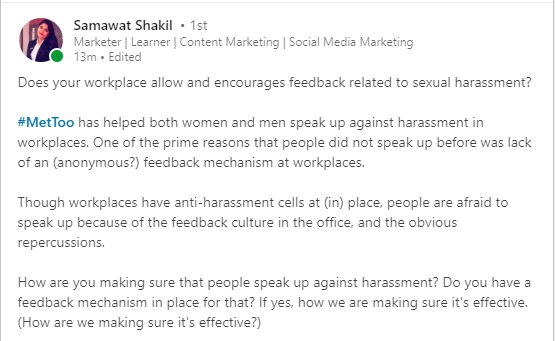 Samawat Shakil • 1st
Marketer | Learner | Content Marketing | Social Media Marketing
13m • Edited
Does your workplace allow and encourages feedback related to sexual harassment?
#MetToo has helped both women and men speak up against harassment in
workplaces. One of the prime reasons that people did not speak up before was lack
of an (anonymous?) feedback mechanism at workplaces.
Though workplaces have anti-harassment cells at (in) place, people are afraid to
speak up because of the feedback culture in the office, and the obvious
repercussions.
How are you making sure that people speak up against harassment? Do you have a
feedback mechanism in place for that? If yes, how we are making sure it's effective.
(How are we making sure it's effective?)